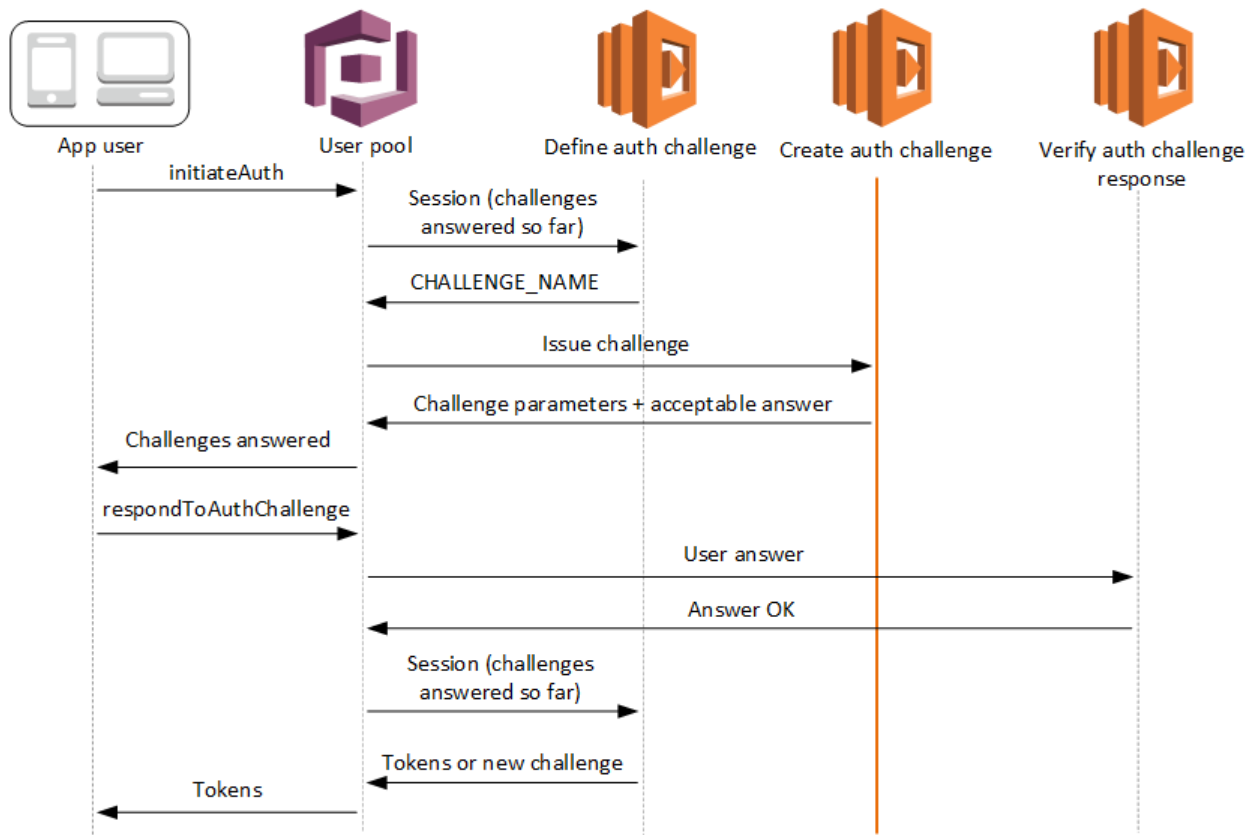 App user
User pool
Define auth challenge
Create auth challenge
Verify auth challenge
response
initiateAuth
Session (challenges
answered so far)
CHALLENGE_NAME
Issue challenge
Challenge parameters + acceptable answer
Challenges answered
respondToAuthChallenge
User answer
Answer OK
Session (challenges
answered so far)
Tokens or new challenge
Tokens